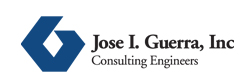 Jose I. Guerra, Inc
Consulting Engineers